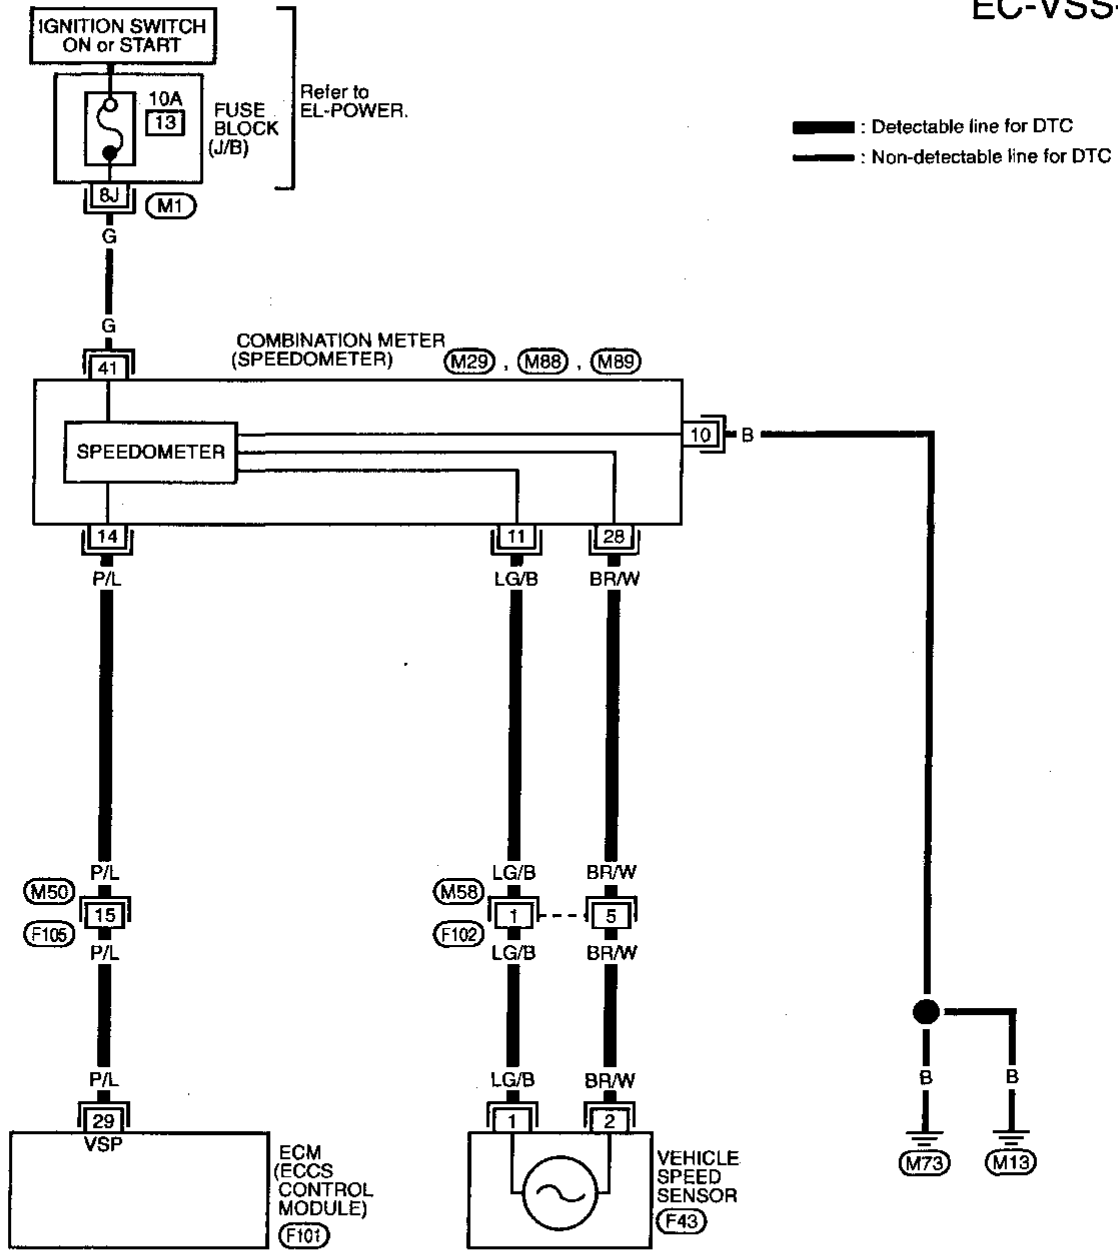 EC-VSS-
IGNITION SWITCH
ON or START
10A
13
FUSE
BLOCK
(J/B)
Refer to
EL-POWER.
: Detectable line for DTC
: Non-detectable line for DTC
8J
M1
G
G
COMBINATION METER
(SPEEDOMETER)
M29 , M88 , M89
41
SPEEDOMETER
10
B
14
11
28
P/L
LG/B
BR/W
P/L
LG/B
BR/W
M50
M58
15
1
5
F105
F102
P/L
LG/B
BR/W
P/L
LG/B
BR/W
B
B
29
1
2
VSP
ECM
(ECCS
CONTROL
MODULE)
F101
VEHICLE
SPEED
SENSOR
F43
M73
M13